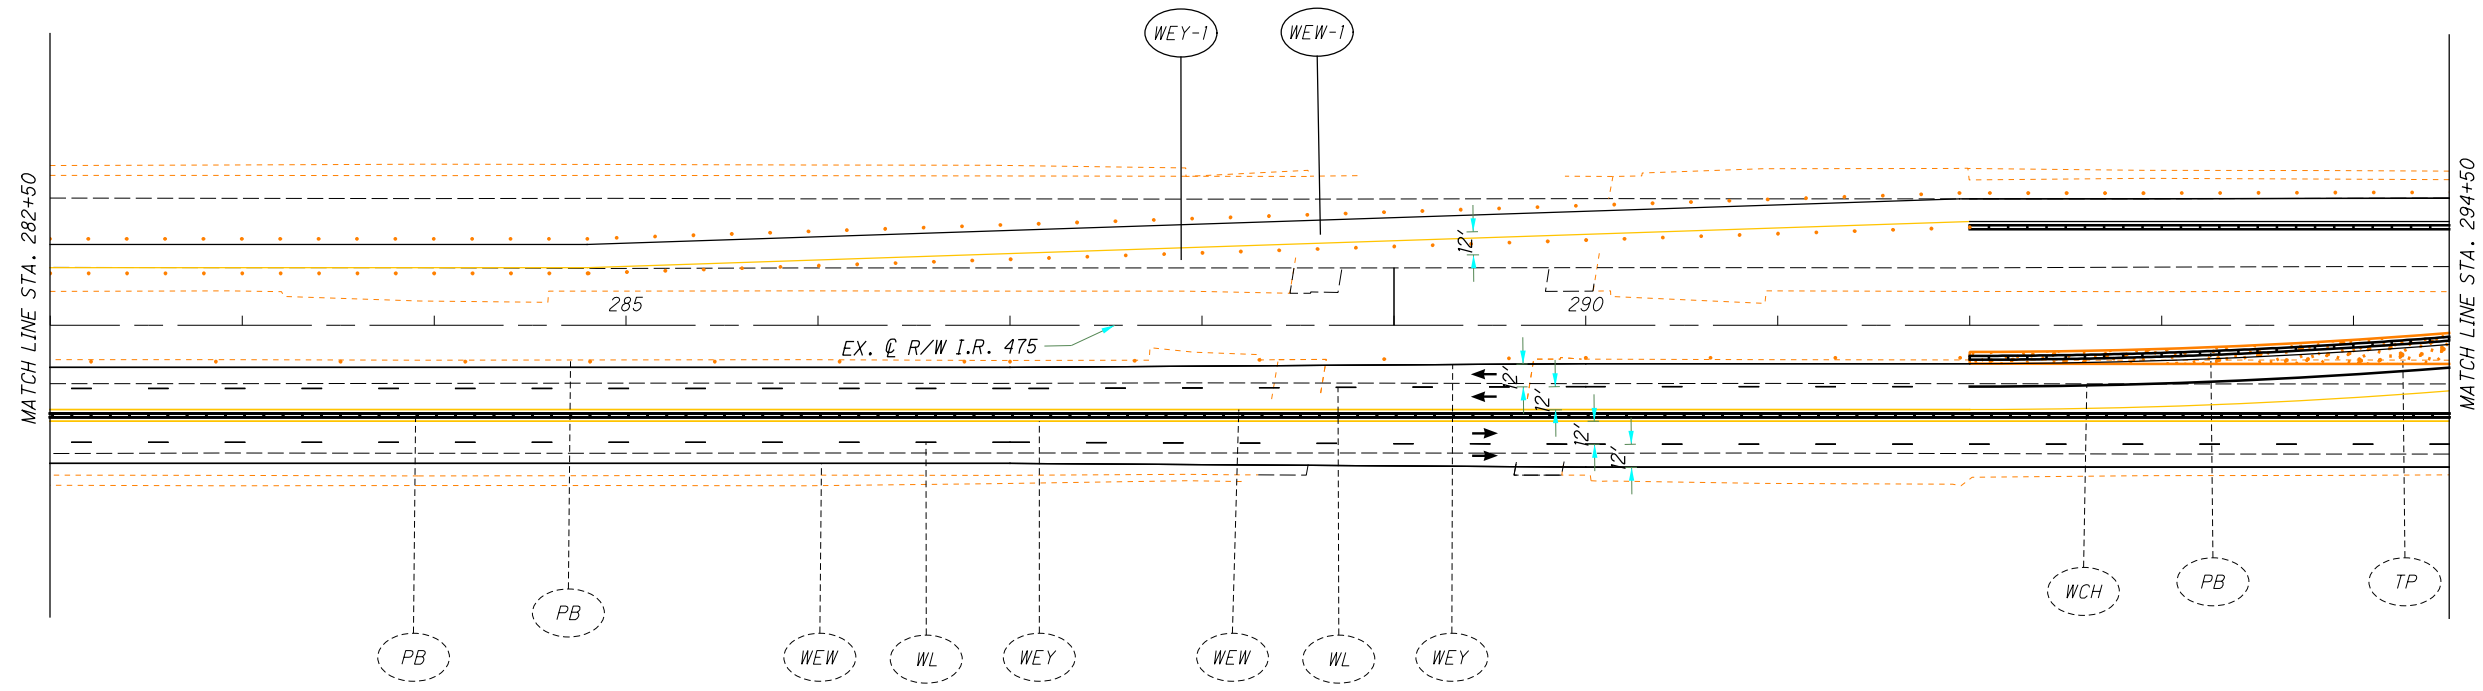 WEY-1
WEW-1
MATCH LINE STA. 282+50
MATCH LINE STA. 294+50
12'
285
290
EX. ℄ R/W I.R. 475
12'
12'
12'
12'
WCH
PB
TP
PB
PB
WEW
WL
WEY
WEW
WL
WEY